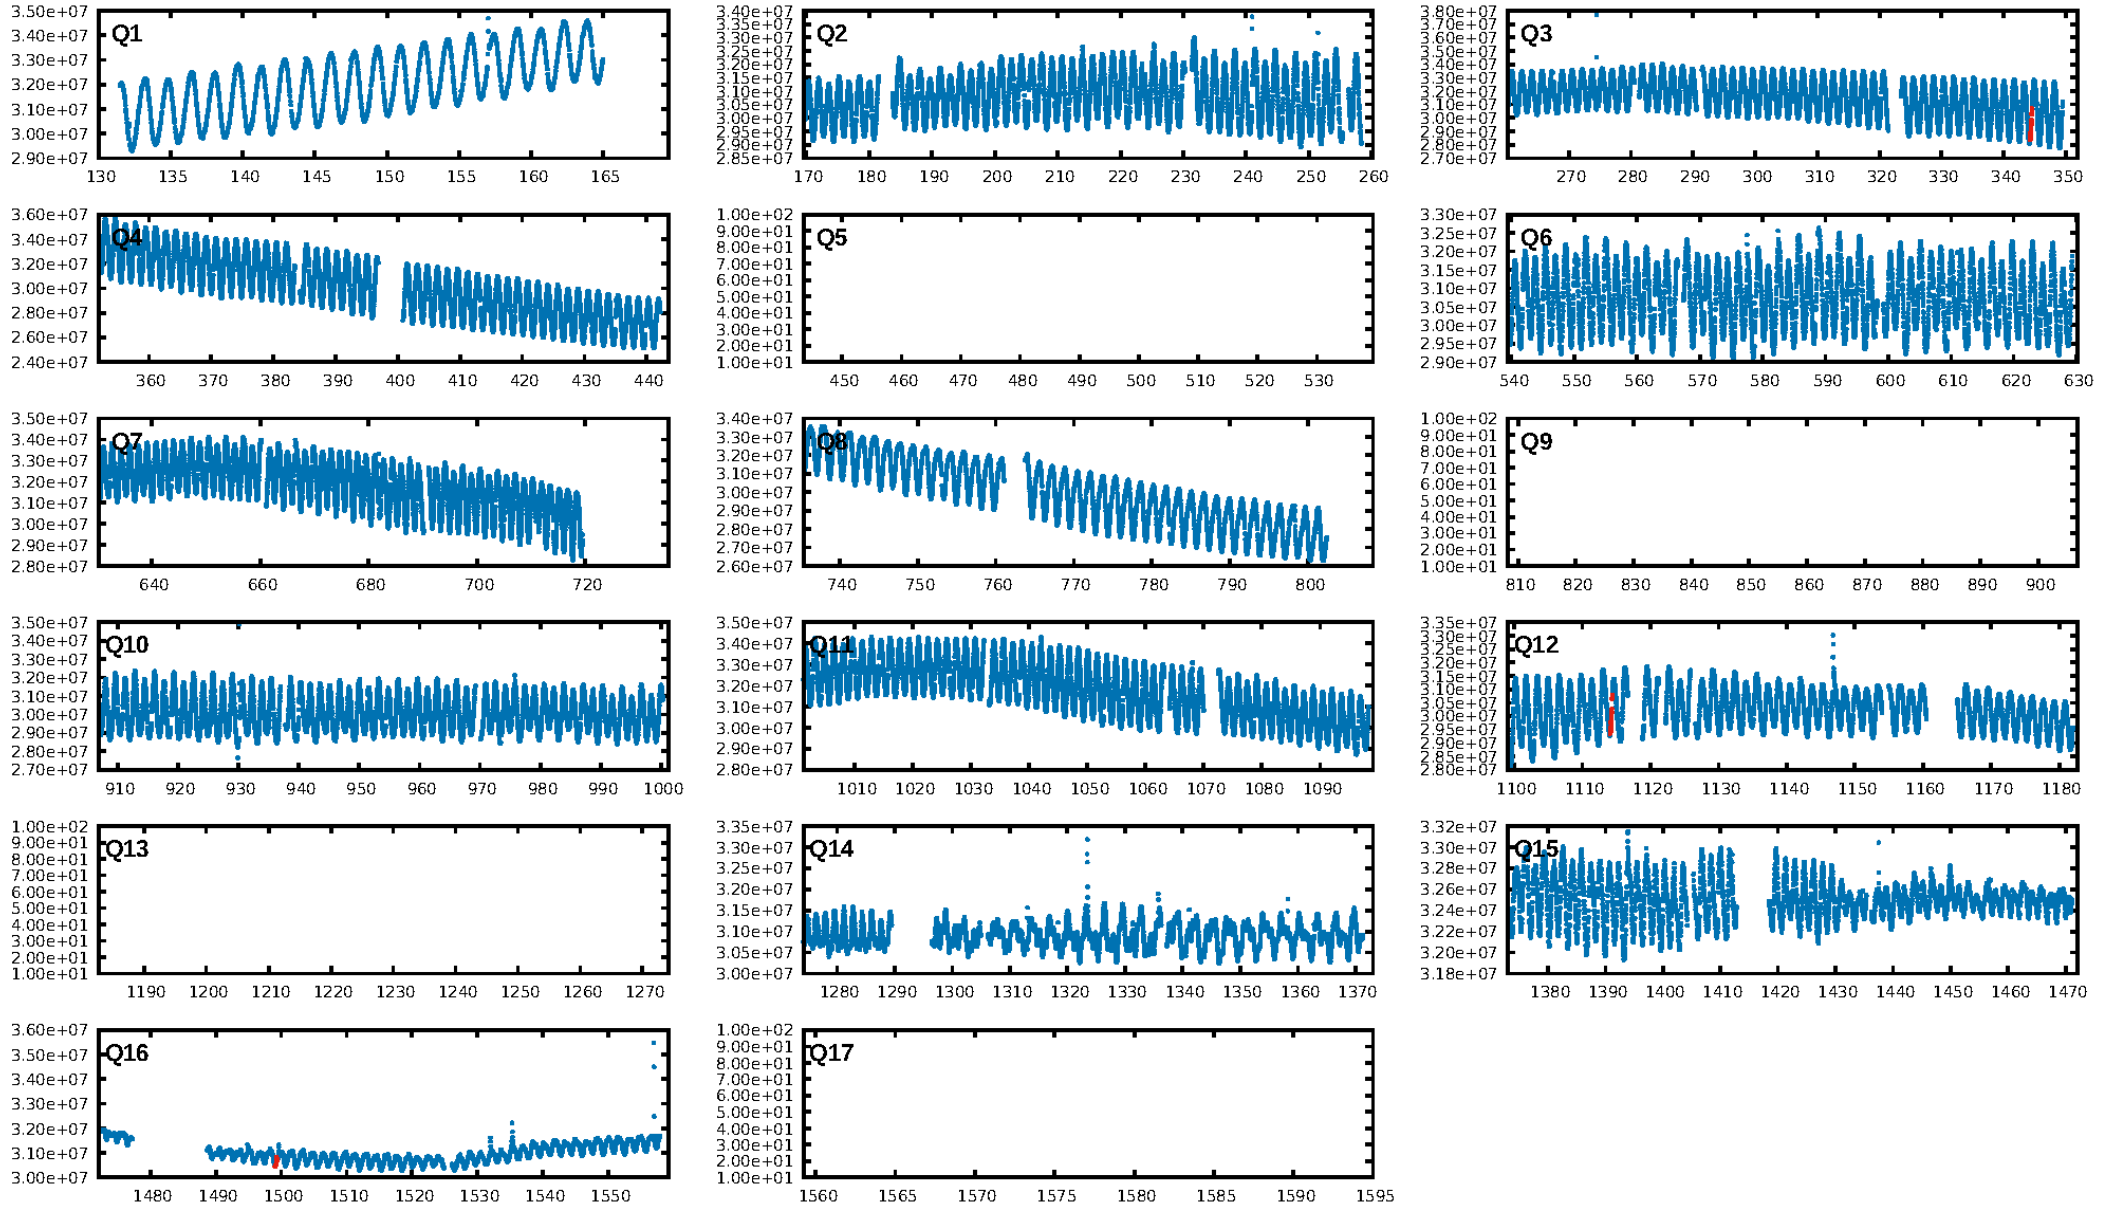 3.50e+07
Q1
3.40e+07
3.30e+07
3.20e+07
3.10e+07
3.00e+07
2.90e+07
130 135 140 145 150 155 160 165
3.40e+07
3.35e+07
Q2
3.30e+07
3.25e+07
3.20e+07
3.15e+07
3.10e+07
3.05e+07
3.00e+07
2.95e+07
2.90e+07
2.85e+07
170 180 190 200 210 220 230 240 250 260
3.80e+07
3.70e+07
Q3
3.60e+07
3.50e+07
3.40e+07
3.30e+07
3.20e+07
3.10e+07
3.00e+07
2.90e+07
2.80e+07
2.70e+07
270 280 290 300 310 320 330 340 350
3.60e+07
Q4
3.40e+07
3.20e+07
3.00e+07
2.80e+07
2.60e+07
2.40e+07
360 370 380 390 400 410 420 430 440
1.00e+02
Q5
9.00e+01
8.00e+01
7.00e+01
6.00e+01
5.00e+01
4.00e+01
3.00e+01
2.00e+01
1.00e+01
450 460 470 480 490 500 510 520 530
3.30e+07
Q6
3.25e+07
3.20e+07
3.15e+07
3.10e+07
3.05e+07
3.00e+07
2.95e+07
2.90e+07
540 550 560 570 580 590 600 610 620 630
3.50e+07
Q7
3.40e+07
3.30e+07
3.20e+07
3.10e+07
3.00e+07
2.90e+07
2.80e+07
640 660 680 700 720
3.40e+07
Q8
3.30e+07
3.20e+07
3.10e+07
3.00e+07
2.90e+07
2.80e+07
2.70e+07
2.60e+07
740 750 760 770 780 790 800
1.00e+02
Q9
9.00e+01
8.00e+01
7.00e+01
6.00e+01
5.00e+01
4.00e+01
3.00e+01
2.00e+01
1.00e+01
810 820 830 840 850 860 870 880 890 900
3.50e+07
Q10
3.40e+07
3.30e+07
3.20e+07
3.10e+07
3.00e+07
2.90e+07
2.80e+07
2.70e+07
910 920 930 940 950 960 970 980 990 1000
3.50e+07
Q11
3.40e+07
3.30e+07
3.20e+07
3.10e+07
3.00e+07
2.90e+07
2.80e+07
1010 1020 1030 1040 1050 1060 1070 1080 1090
3.35e+07
3.30e+07
Q12
3.25e+07
3.20e+07
3.15e+07
3.10e+07
3.05e+07
3.00e+07
2.95e+07
2.90e+07
2.85e+07
2.80e+07
1100 1110 1120 1130 1140 1150 1160 1170 1180
1.00e+02
Q13
9.00e+01
8.00e+01
7.00e+01
6.00e+01
5.00e+01
4.00e+01
3.00e+01
2.00e+01
1.00e+01
1190 1200 1210 1220 1230 1240 1250 1260 1270
3.35e+07
Q14
3.30e+07
3.25e+07
3.20e+07
3.15e+07
3.10e+07
3.05e+07
3.00e+07
1280 1290 1300 1310 1320 1330 1340 1350 1360 1370
3.32e+07
Q15
3.30e+07
3.28e+07
3.26e+07
3.24e+07
3.22e+07
3.20e+07
3.18e+07
1380 1390 1400 1410 1420 1430 1440 1450 1460 1470
3.60e+07
Q16
3.50e+07
3.40e+07
3.30e+07
3.20e+07
3.10e+07
3.00e+07
1480 1490 1500 1510 1520 1530 1540 1550
1.00e+02
Q17
9.00e+01
8.00e+01
7.00e+01
6.00e+01
5.00e+01
4.00e+01
3.00e+01
2.00e+01
1.00e+01
1560 1565 1570 1575 1580 1585 1590 1595